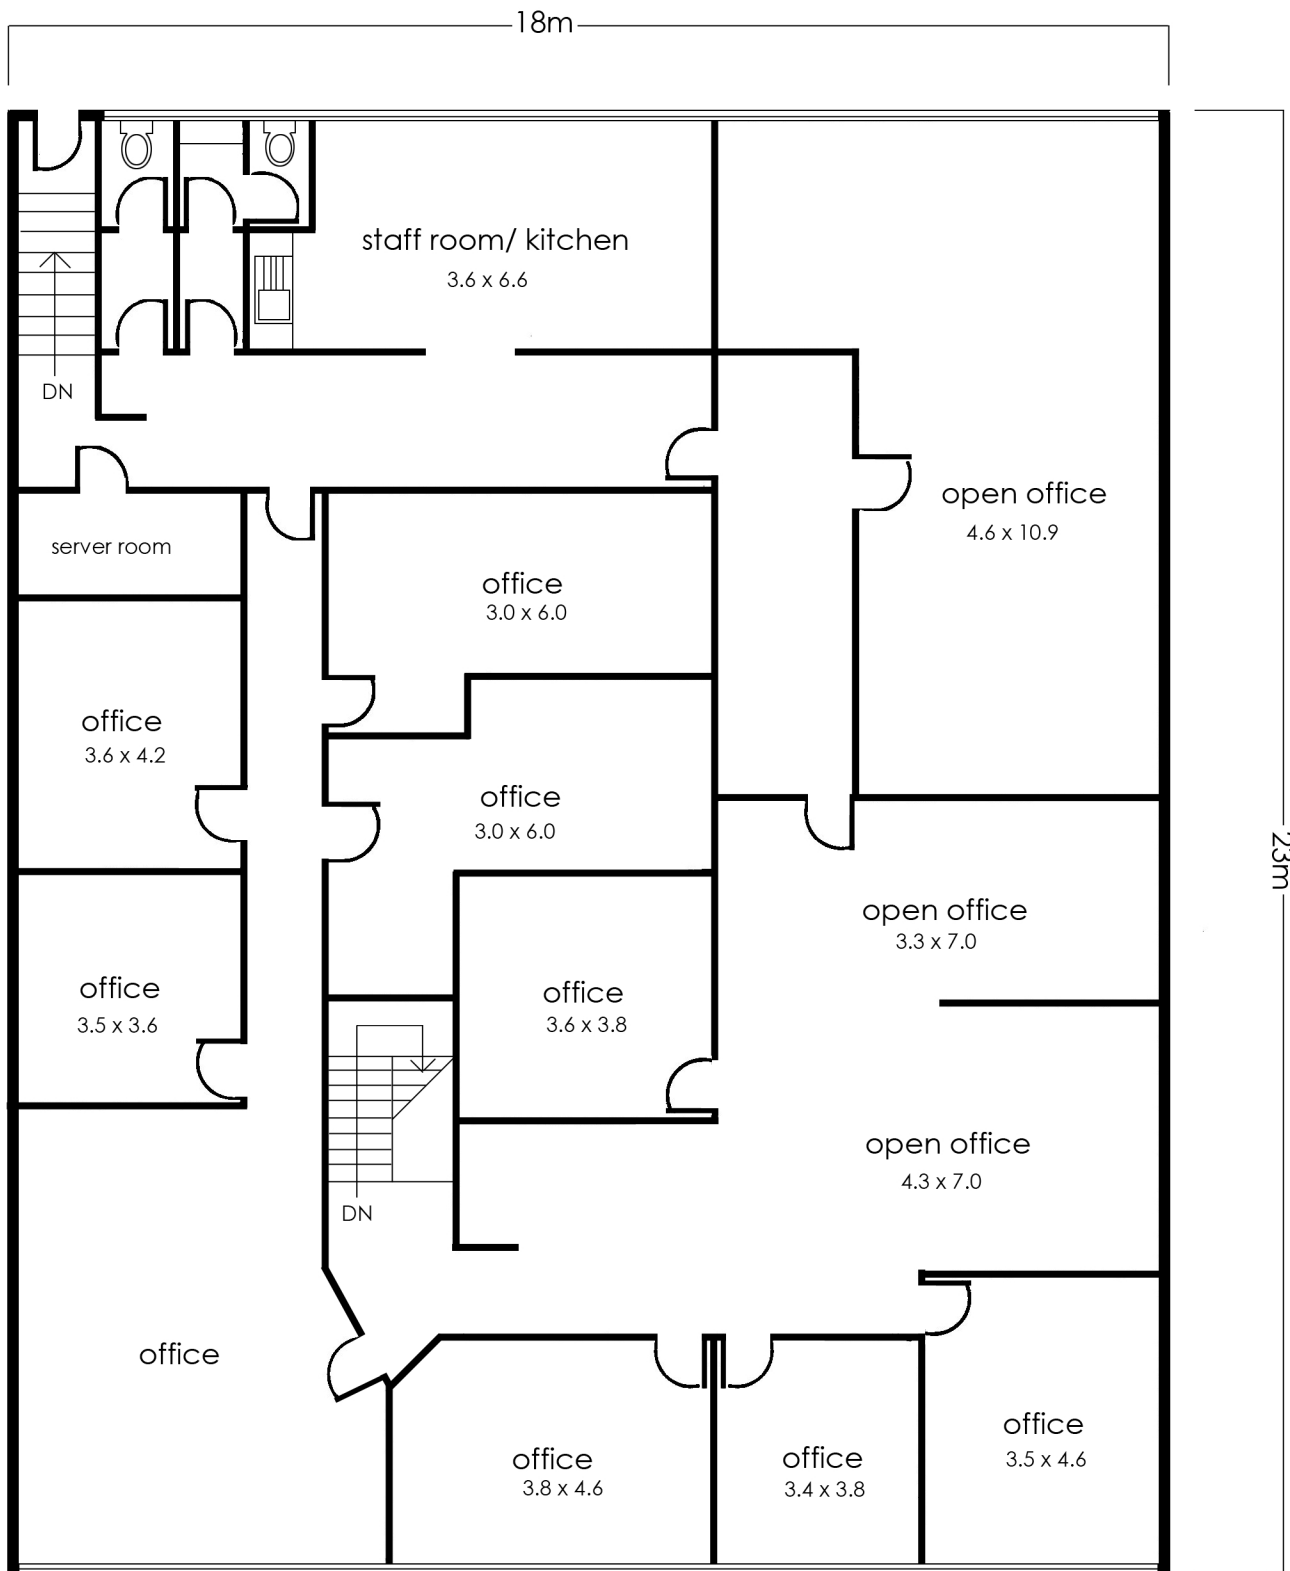 18m
staff room/ kitchen
3.6 x 6.6
DN
open office
4.6 x 10.9
server room
office
3.0 x 6.0
office
3.6 x 4.2
office
3.0 x 6.0
23m
open office
3.3 x 7.0
office
3.5 x 3.6
office
3.6 x 3.8
open office
4.3 x 7.0
DN
office
office
3.8 x 4.6
office
3.4 x 3.8
office
3.5 x 4.6